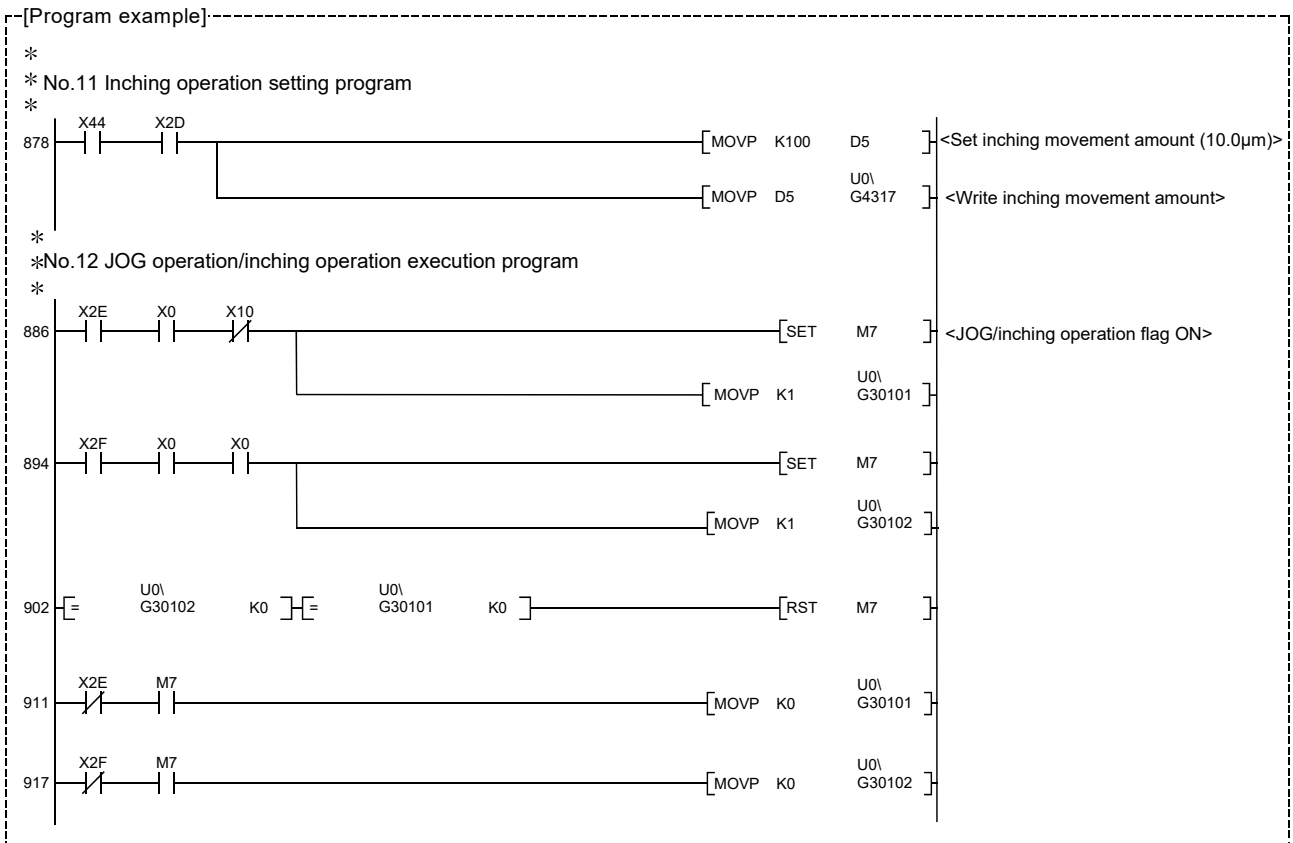 [Program example]
*
* No.11 Inching operation setting program
*
X44 X2D
878 MOVP K100 D5 <Set inching movement amount (10.0µm)>
U0\
MOVP D5 G4317 <Write inching movement amount>
*
*No.12 JOG operation/inching operation execution program
*
X2E X0 X10
886 SET M7 <JOG/inching operation flag ON>
U0\
MOVP K1 G30101
X2F X0 X0
894 SET M7
U0\
MOVP K1 G30102
U0\ U0\
902 = G30102 K0 = G30101 K0 RST M7
X2E M7 U0\
911 MOVP K0 G30101
X2F M7 U0\
917 MOVP K0 G30102